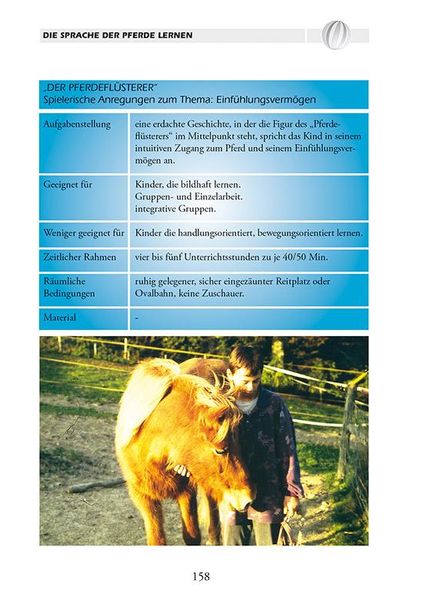 DIE SPRACHE DER PFERDE LERNEN
„DER PFERDEFLÜSTERER“
Spielerische Anregungen zum Thema: Einfühlungsvermögen
Aufgabenstellung
eine erdachte Geschichte, in der die Figur des „Pferde-
flüsterers“ im Mittelpunkt steht, spricht das Kind in seinem
intuitiven Zugang zum Pferd und seinem Einfühlungsver-
mögen an.
Geeignet für
Kinder, die bildhaft lernen.
Gruppen- und Einzelarbeit.
integrative Gruppen.
Weniger geeignet für
Kinder die handlungsorientiert, bewegungsorientiert lernen.
Zeitlicher Rahmen
vier bis fünf Unterrichtsstunden zu je 40/50 Min.
Räumliche
Bedingungen
ruhig gelegener, sicher eingezäunter Reitplatz oder
Ovalbahn, keine Zuschauer.
Material
-
158